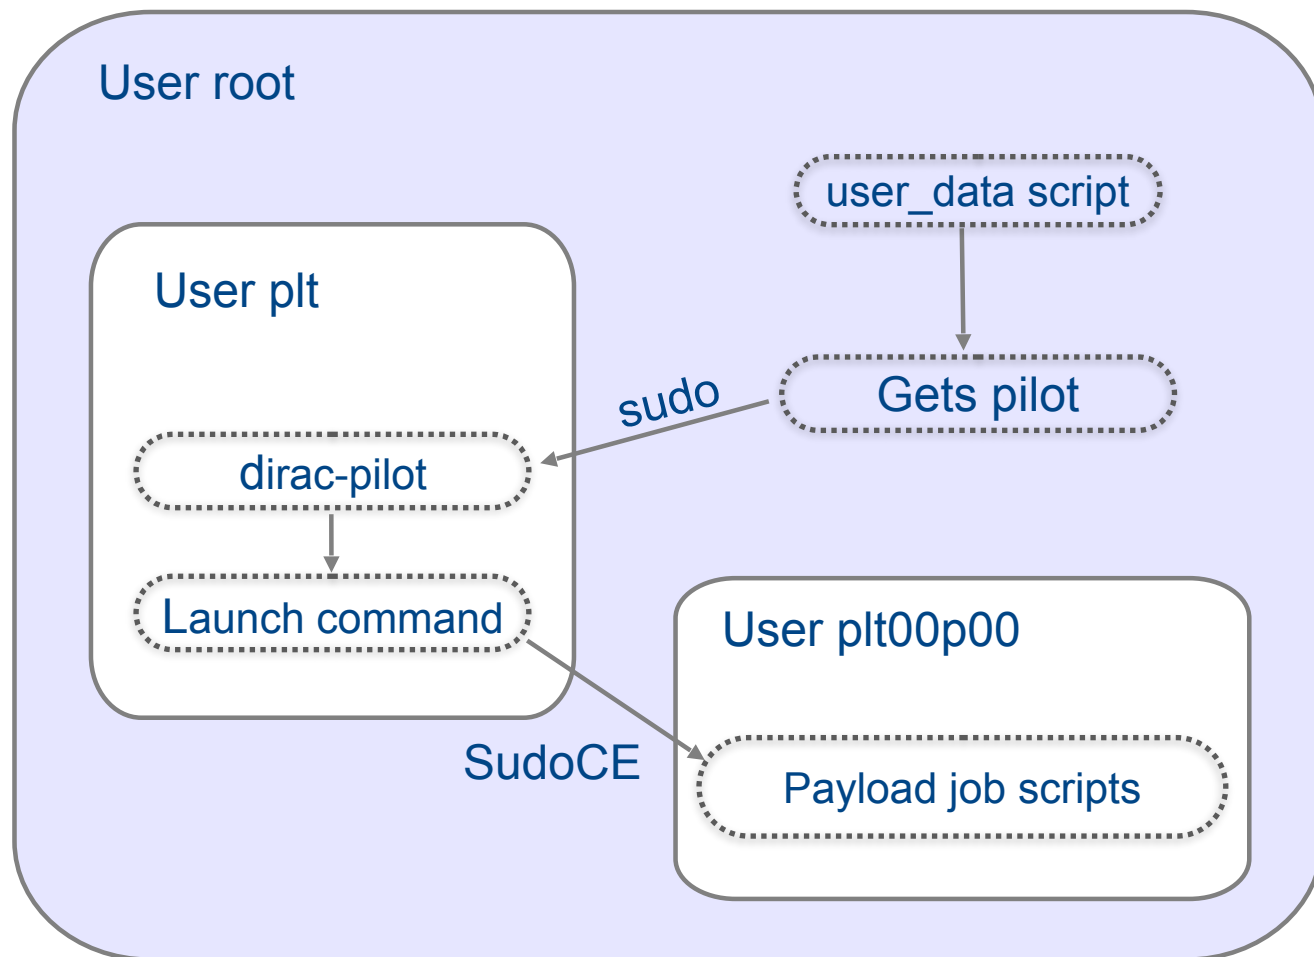 User root
user_data script
User plt
Gets pilot
sudo
dirac-pilot
Launch command
User plt00p00
SudoCE
Payload job scripts